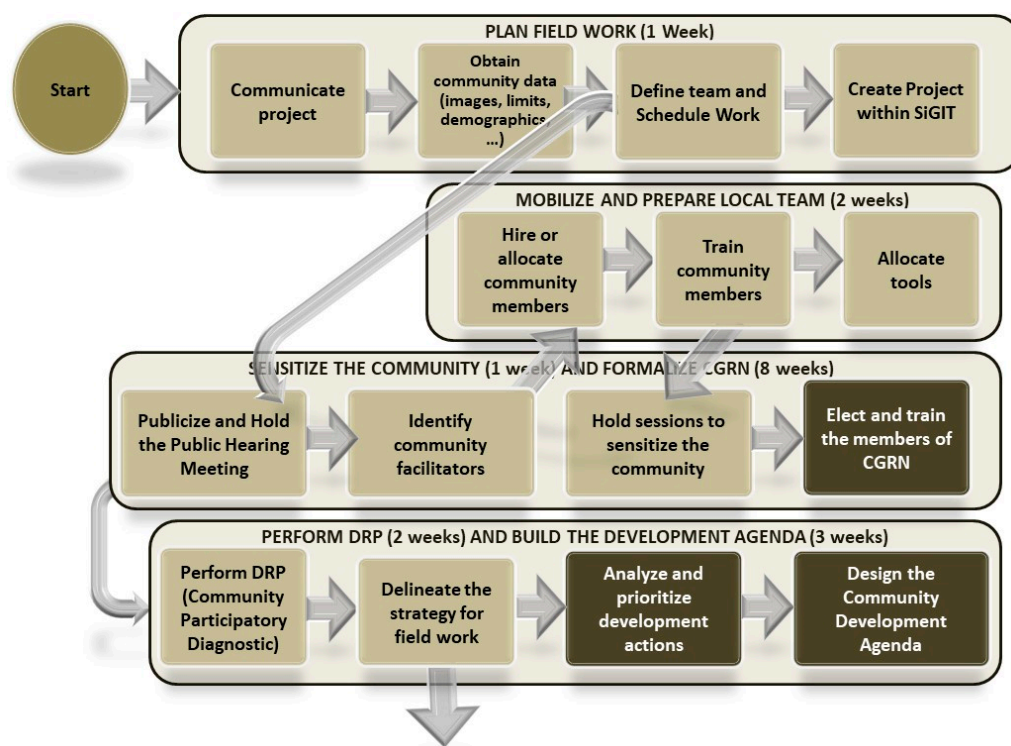 PLAN FIELD WORK (1 Week)
Start
Communicate
project
Obtain
community data
(images, limits,
demographics,
...)
Define team and
Schedule Work
Create Project
within SiGIT
MOBILIZE AND PREPARE LOCAL TEAM (2 weeks)
Hire or
allocate
community
members
Train
community
members
Allocate
tools
SENSITIZE THE COMMUNITY (1 week) AND FORMALIZE CGRN (8 weeks)
Publicize and Hold
the Public Hearing
Meeting
Identify
community
facilitators
Hold sessions to
sensitize the
community
Elect and train
the members of
CGRN
PERFORM DRP (2 weeks) AND BUILD THE DEVELOPMENT AGENDA (3 weeks)
Perform DRP
(Community
Participatory
Diagnostic)
Delineate the
strategy for
field work
Analyze and
prioritize
development
actions
Design the
Community
Development
Agenda